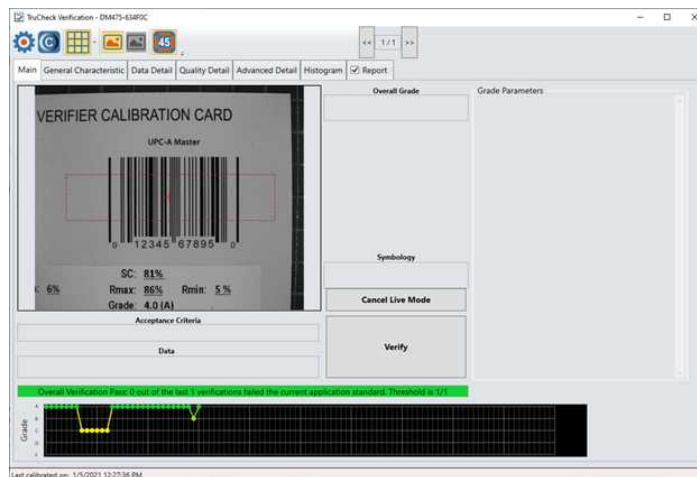 TruCheck Verification - DM475-634F0C
45
<< 1/1 >>
Main General Characteristic Data Detail Quality Detail Advanced Detail Histogram Report
Overall Grade
Grade Parameters
VERIFIER CALIBRATION CARD
UPC-A Master
0 12345 67895 0
SC: 81%
: 6% Rmax: 86% Rmin: 5 %
Grade: 4.0 (A)
Symbology
Cancel Live Mode
Acceptance Criteria
Verify
Data
Overall Verification Pass: 0 out of the last 1 verifications failed the current application standard. Threshold is 1/1
Grade
A
B
C
D
F
Last calibrated on: 1/5/2021 12:27:36 PM